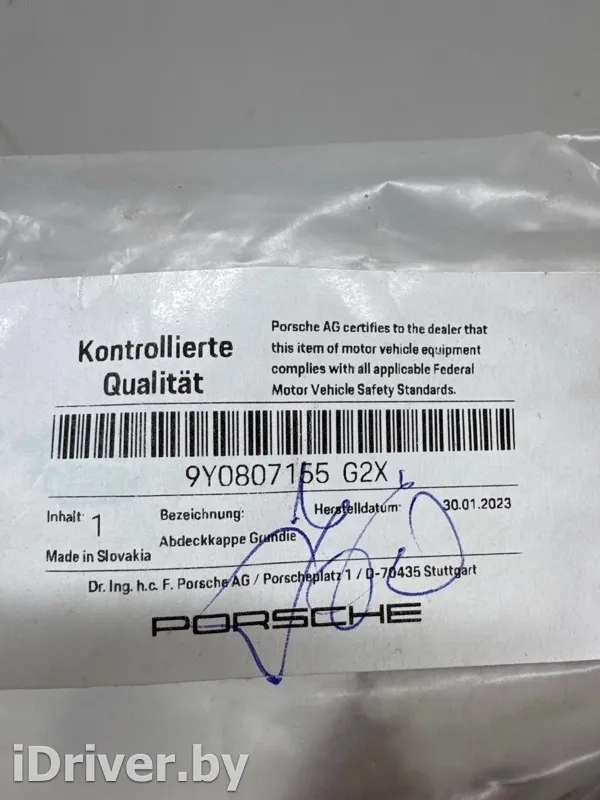 Kontrollierte
Qualität
Porsche AG certifies to the dealer that
this item of motor vehicle equipment
complies with all applicable Federal
Motor Vehicle Safety Standards.
9Y0807155 G2X
Inhalt: 1
Bezeichnung:
Herstelldatum: 30.01.2023
Abdeckkappe Grundie
Made in Slovakia
Dr. Ing. h.c. F. Porsche AG / Porscheplatz 1 / D-70435 Stuttgart
PORSCHE
iDriver.by